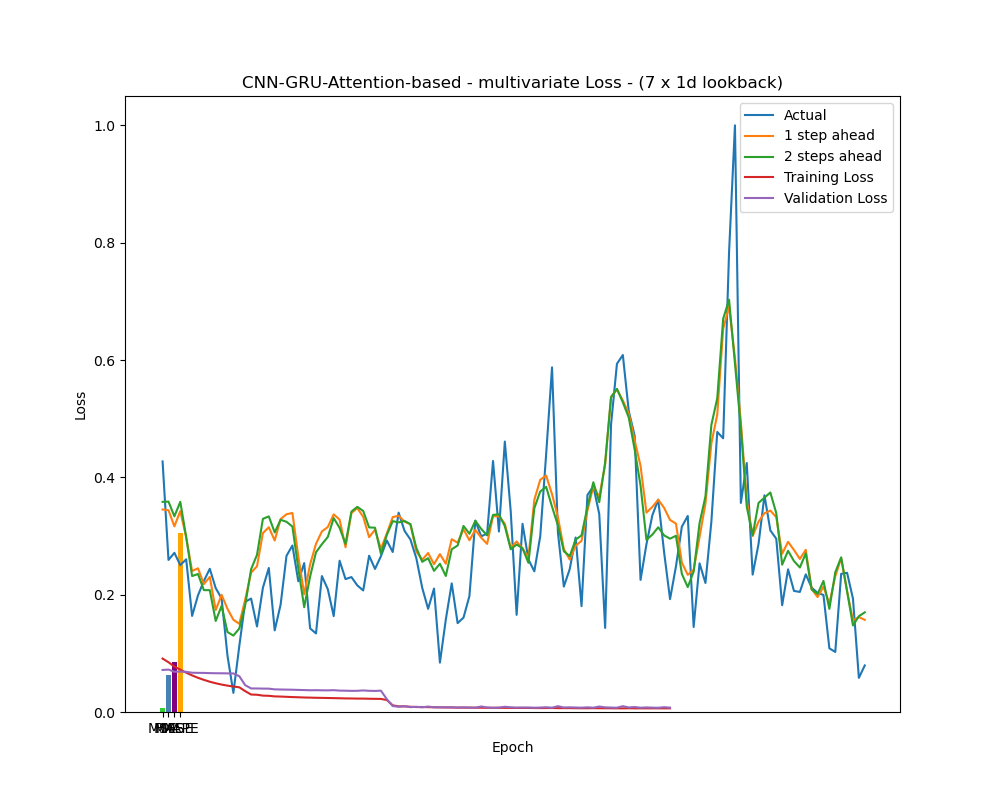 CNN-GRU-Attention-based - multivariate Loss - (7 x 1d lookback)
Actual
1 step ahead
2 steps ahead
Training Loss
Validation Loss
1.0
0.8
0.6
0.4
0.2
0.0
Loss
Epoch